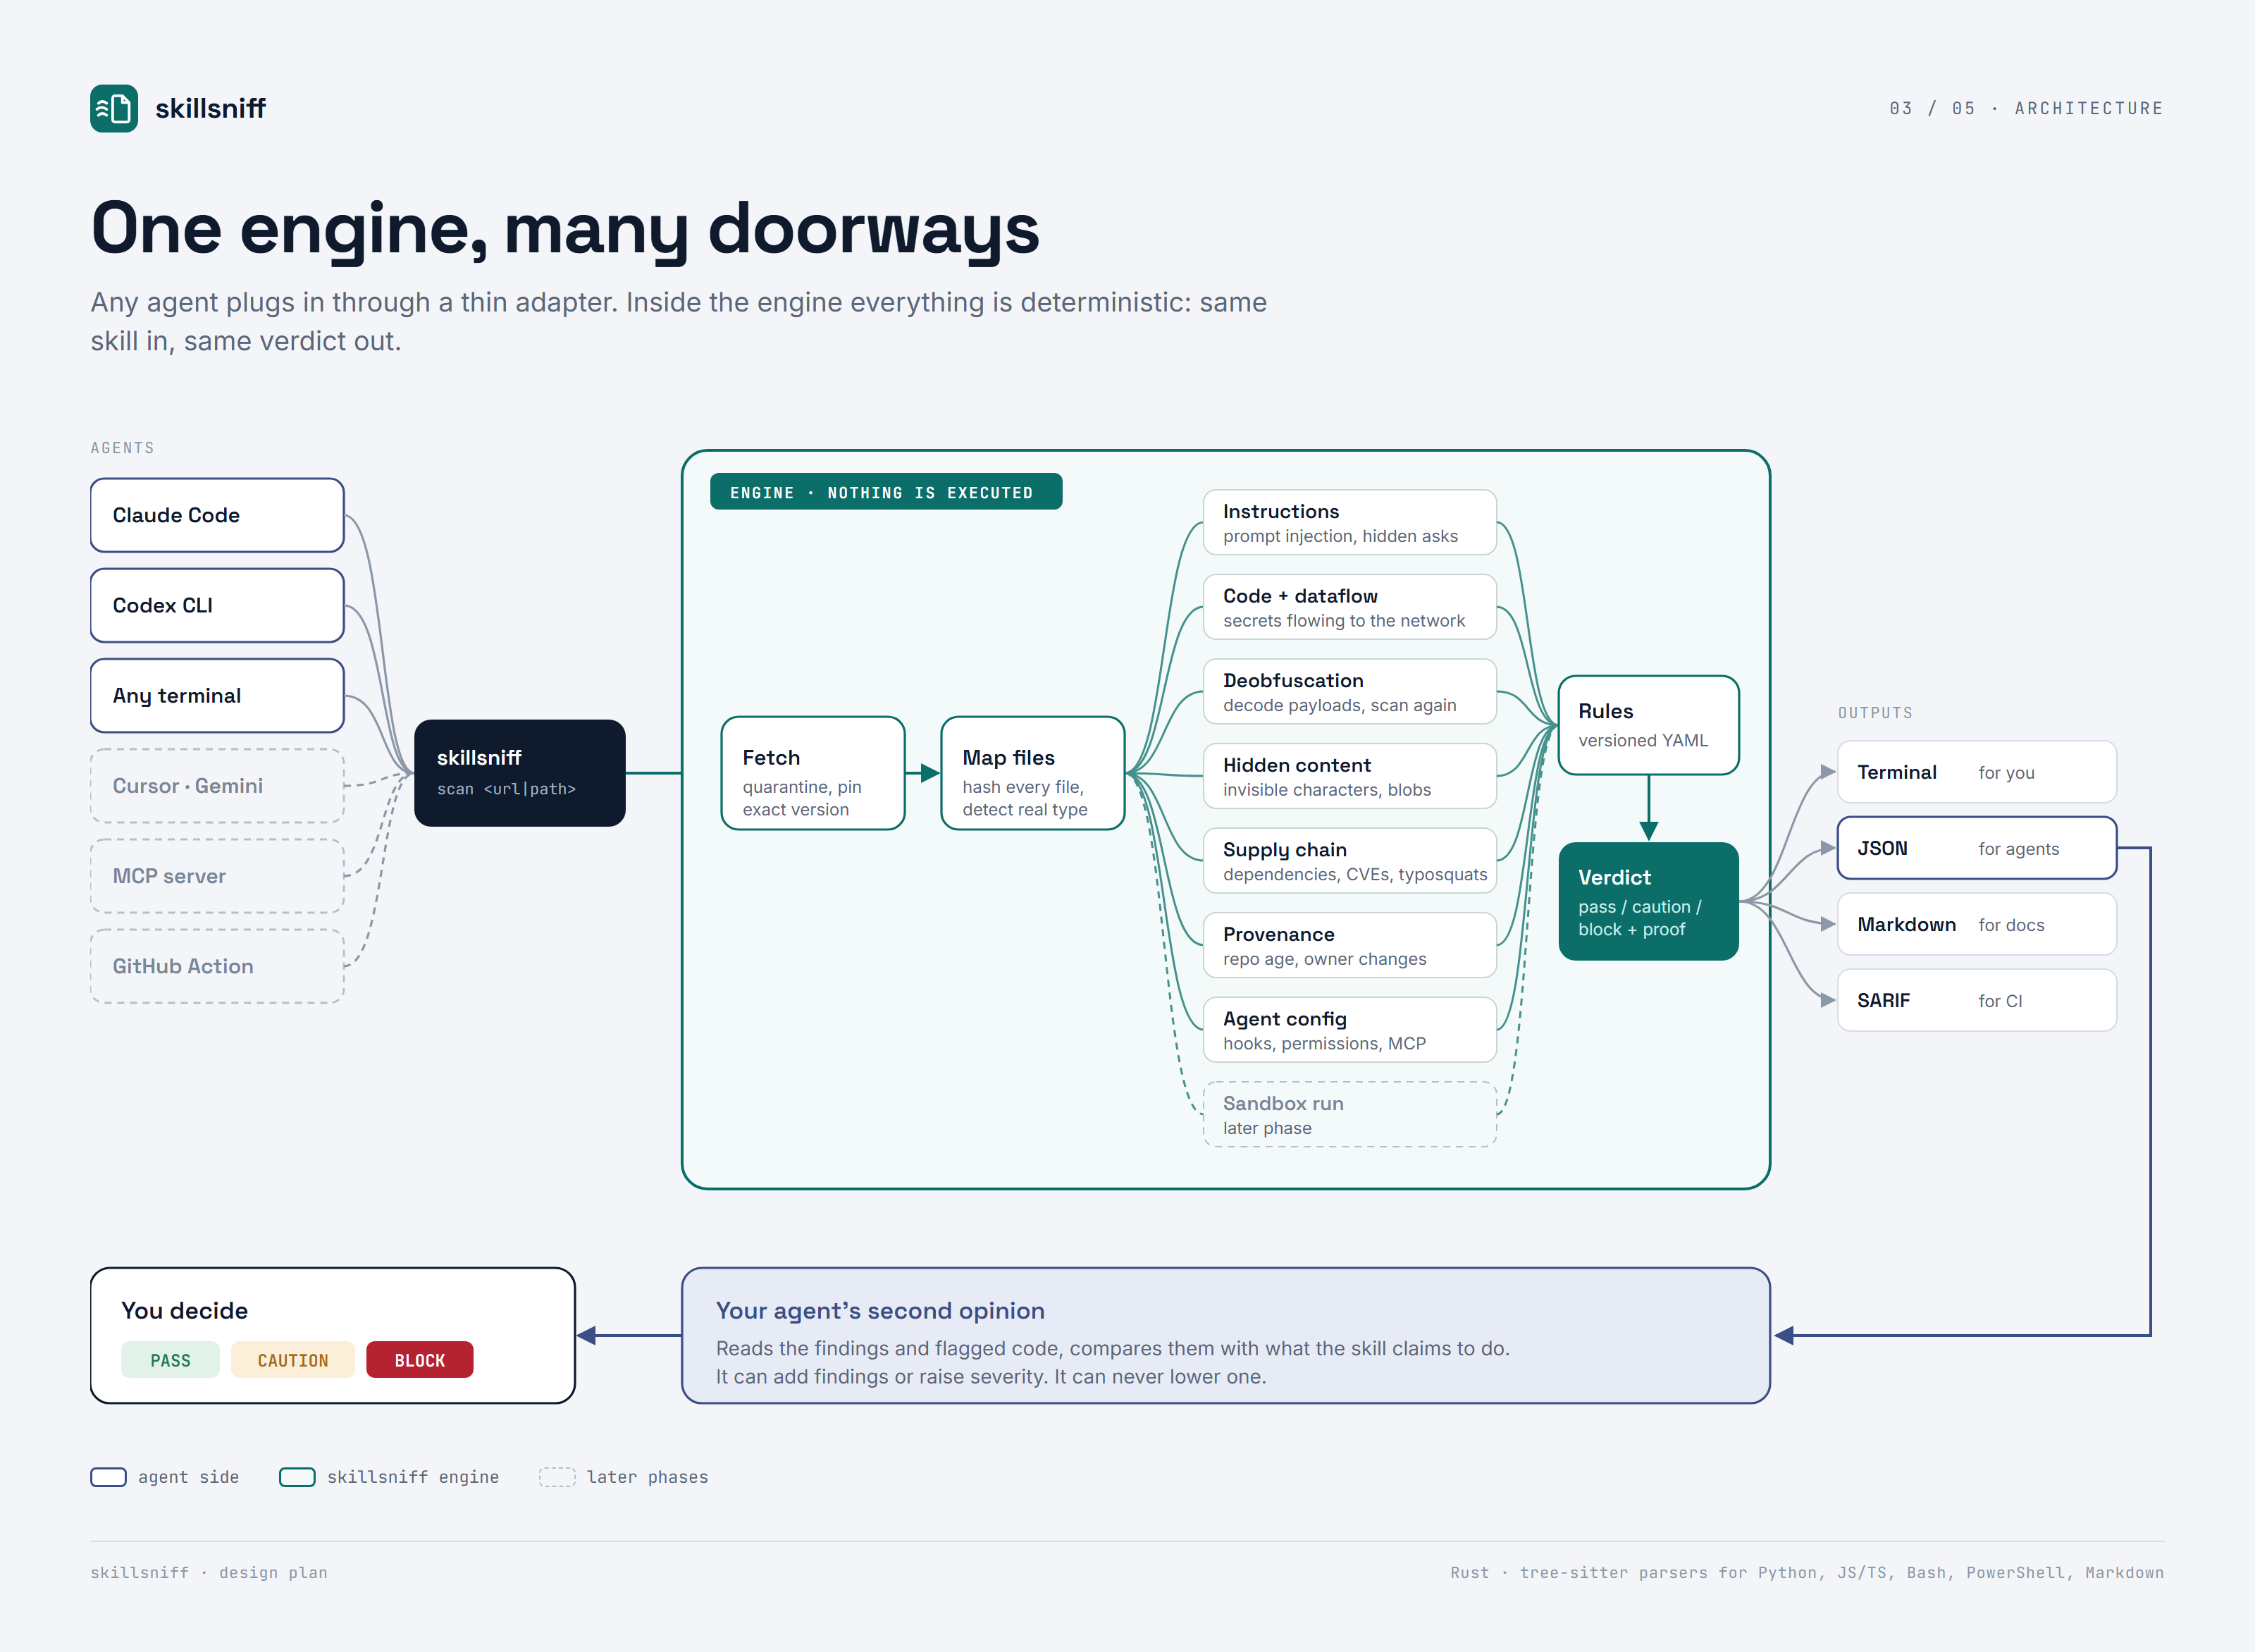 skillsniff
03 / 05 · ARCHITECTURE
One engine, many doorways
Any agent plugs in through a thin adapter. Inside the engine everything is deterministic: same
skill in, same verdict out.
AGENTS
Claude Code
Codex CLI
Any terminal
Cursor · Gemini
MCP server
GitHub Action
skillsniff
scan <url|path>
ENGINE · NOTHING IS EXECUTED
Fetch
quarantine, pin
exact version
Map files
hash every file,
detect real type
Instructions
prompt injection, hidden asks
Code + dataflow
secrets flowing to the network
Deobfuscation
decode payloads, scan again
Hidden content
invisible characters, blobs
Supply chain
dependencies, CVEs, typosquats
Provenance
repo age, owner changes
Agent config
hooks, permissions, MCP
Sandbox run
later phase
Rules
versioned YAML
Verdict
pass / caution /
block + proof
OUTPUTS
Terminal for you
JSON for agents
Markdown for docs
SARIF for CI
You decide
PASS CAUTION BLOCK
Your agent’s second opinion
Reads the findings and flagged code, compares them with what the skill claims to do.
It can add findings or raise severity. It can never lower one.
agent side
skillsniff engine
later phases
skillsniff · design plan
Rust · tree-sitter parsers for Python, JS/TS, Bash, PowerShell, Markdown